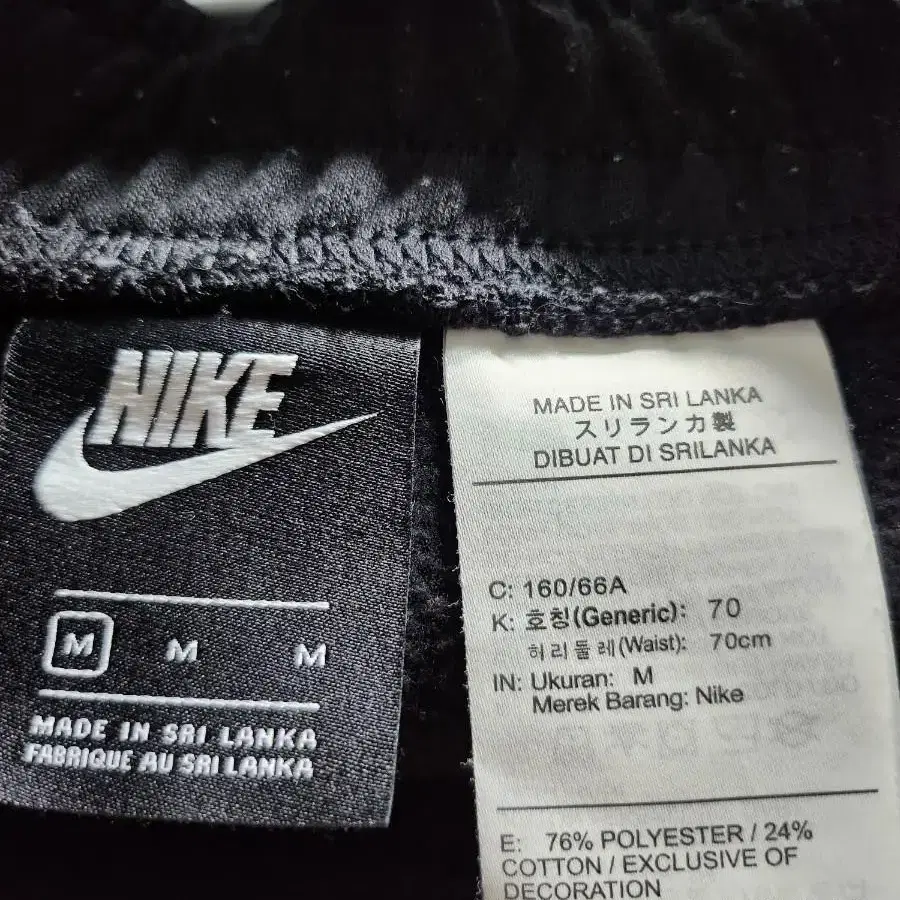 NIKE
M M M
MADE IN SRI LANKA
FABRIQUE AU SRI LANKA
MADE IN SRI LANKA
スリランカ製
DIBUAT DI SRILANKA
C: 160/66A
K: 호칭(Generic): 70
허리둘레(Waist): 70cm
IN: Ukuran: M
Merek Barang: Nike
E: 76% POLYESTER / 24%
COTTON / EXCLUSIVE OF
DECORATION